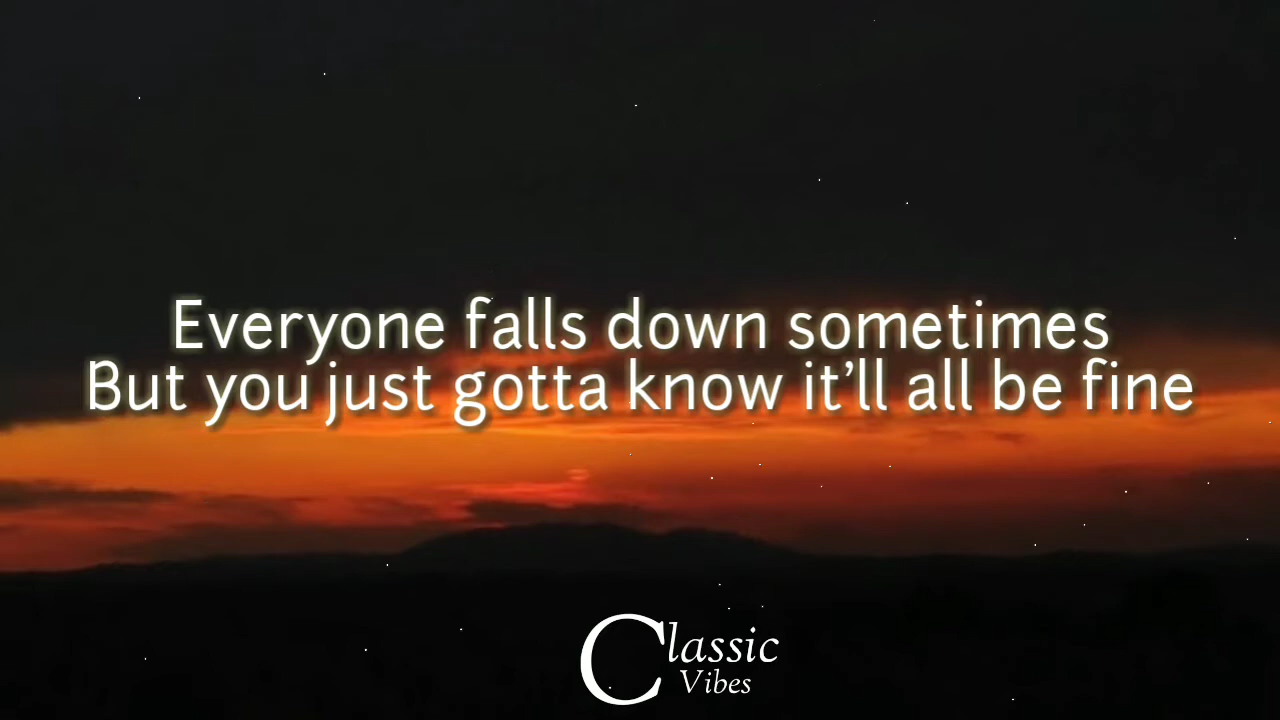 Everyone falls down sometimes
But you just gotta know it’ll all be fine
Classic
Vibes